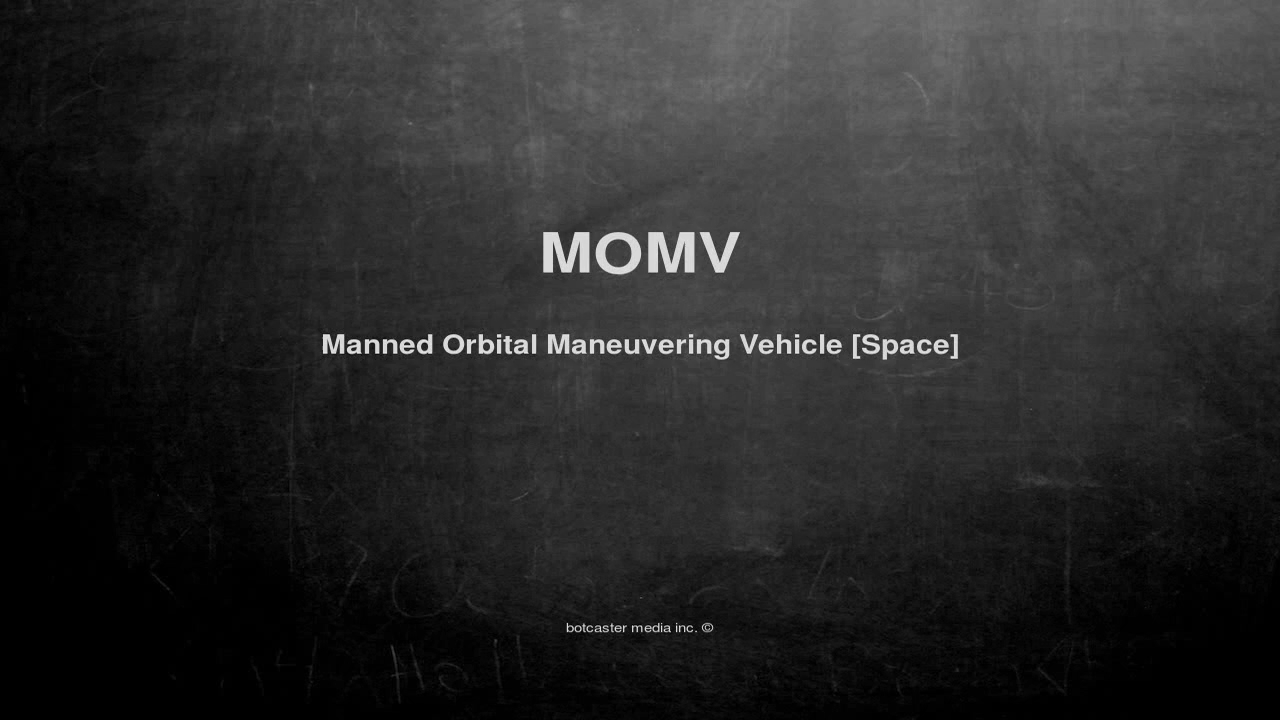 MOMV
Manned Orbital Maneuvering Vehicle [Space]
botcaster media inc. ©